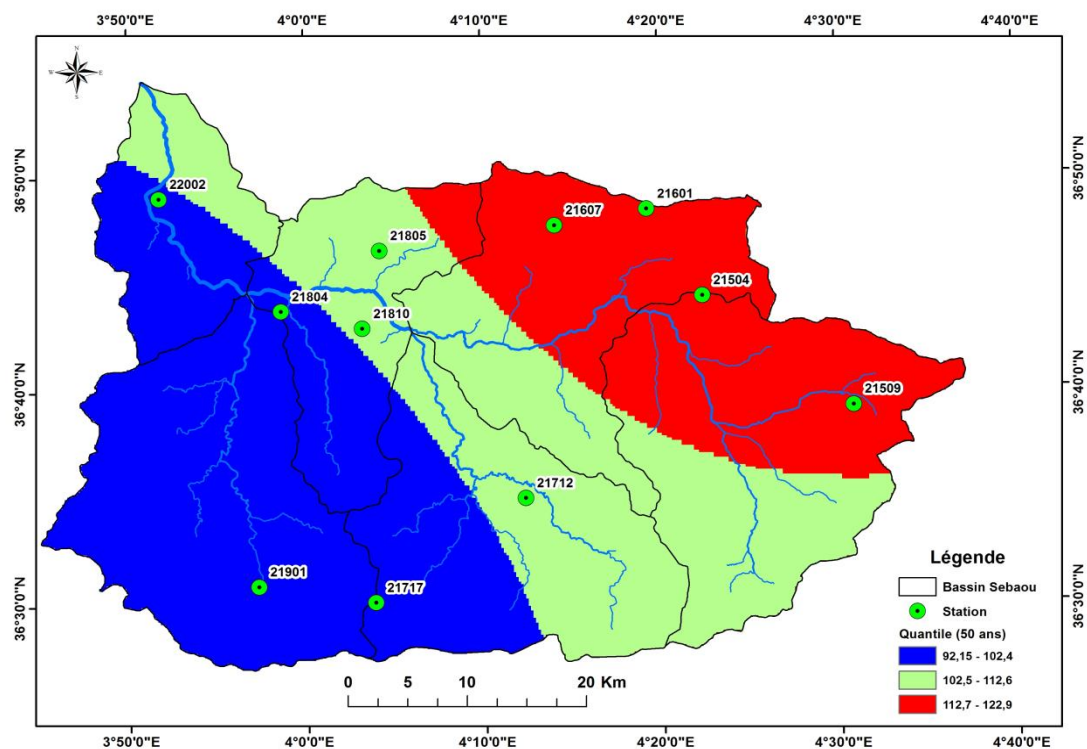 3°50'0"E 4°0'0"E 4°10'0"E 4°20'0"E 4°30'0"E 4°40'0"E
N
W E
S
36°50'0"N 36°50'0"N
22002
21601
21607
21805
21504
21804
21810
36°40'0"N 36°40'0"N
21509
21712
21901
21717
36°30'0"N 36°30'0"N
Légende
Bassin Sebaou
Station
Quantile (50 ans)
92,15 - 102,4
102,5 - 112,6
112,7 - 122,9
0 5 10 20 Km
3°50'0"E 4°0'0"E 4°10'0"E 4°20'0"E 4°30'0"E 4°40'0"E